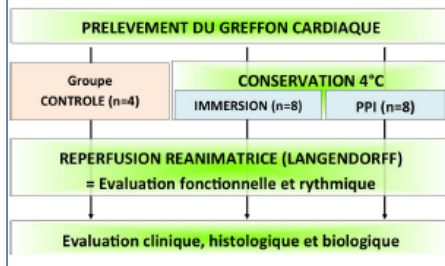 PRELEVEMENT DU GREFFON CARDIAQUE
Groupe
CONTROLE (n=4)
CONSERVATION 4°C
IMMERSION (n=8)
PPI (n=8)
REPERFUSION REANIMATRICE (LANGENDORFF)
= Evaluation fonctionnelle et rythmique
Evaluation clinique, histologique et biologique